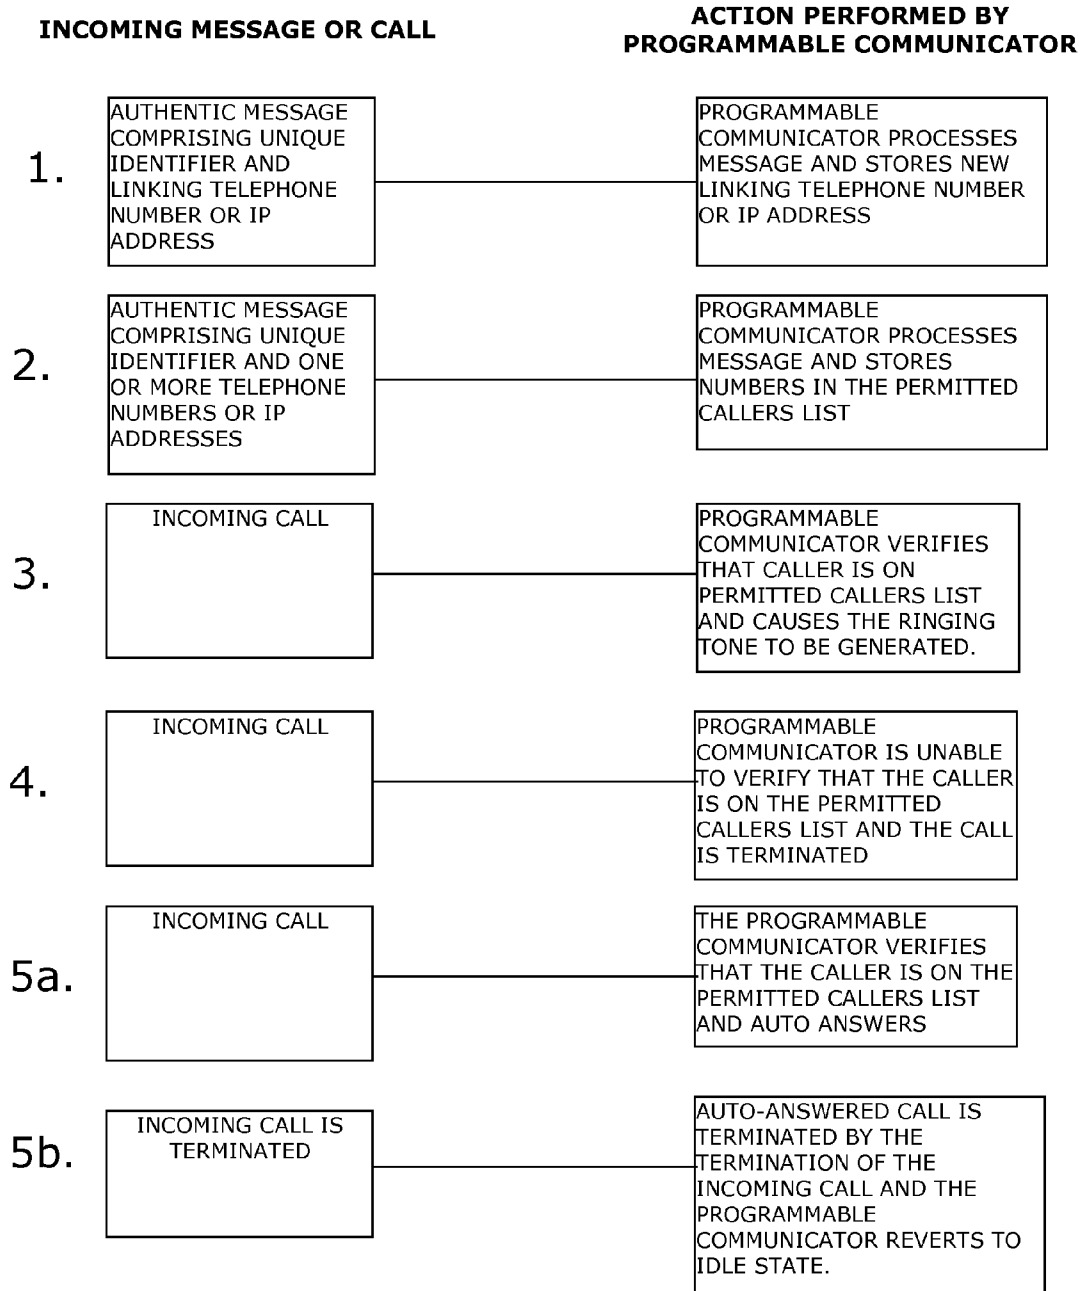 INCOMING MESSAGE OR CALL
ACTION PERFORMED BY
PROGRAMMABLE COMMUNICATOR
1.
AUTHENTIC MESSAGE
COMPRISING UNIQUE
IDENTIFIER AND
LINKING TELEPHONE
NUMBER OR IP
ADDRESS
PROGRAMMABLE
COMMUNICATOR PROCESSES
MESSAGE AND STORES NEW
LINKING TELEPHONE NUMBER
OR IP ADDRESS
2.
AUTHENTIC MESSAGE
COMPRISING UNIQUE
IDENTIFIER AND ONE
OR MORE TELEPHONE
NUMBERS OR IP
ADDRESSES
PROGRAMMABLE
COMMUNICATOR PROCESSES
MESSAGE AND STORES
NUMBERS IN THE PERMITTED
CALLERS LIST
3.
INCOMING CALL
PROGRAMMABLE
COMMUNICATOR VERIFIES
THAT CALLER IS ON
PERMITTED CALLERS LIST
AND CAUSES THE RINGING
TONE TO BE GENERATED.
4.
INCOMING CALL
PROGRAMMABLE
COMMUNICATOR IS UNABLE
TO VERIFY THAT THE CALLER
IS ON THE PERMITTED
CALLERS LIST AND THE CALL
IS TERMINATED
5a.
INCOMING CALL
THE PROGRAMMABLE
COMMUNICATOR VERIFIES
THAT THE CALLER IS ON THE
PERMITTED CALLERS LIST
AND AUTO ANSWERS
5b.
INCOMING CALL IS
TERMINATED
AUTO-ANSWERED CALL IS
TERMINATED BY THE
TERMINATION OF THE
INCOMING CALL AND THE
PROGRAMMABLE
COMMUNICATOR REVERTS TO
IDLE STATE.